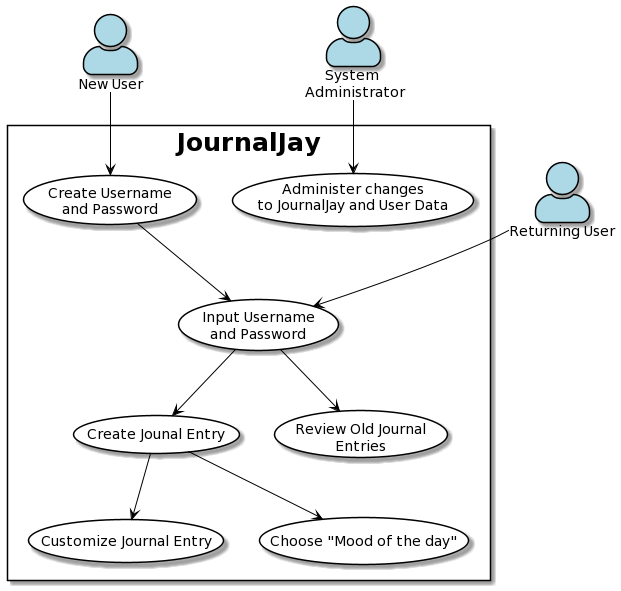 New User
System
Administrator
JournalJay
Create Username
and Password
Administer changes
to JournalJay and User Data
Returning User
Input Username
and Password
Create Jounal Entry
Review Old Journal
Entries
Customize Journal Entry
Choose "Mood of the day"